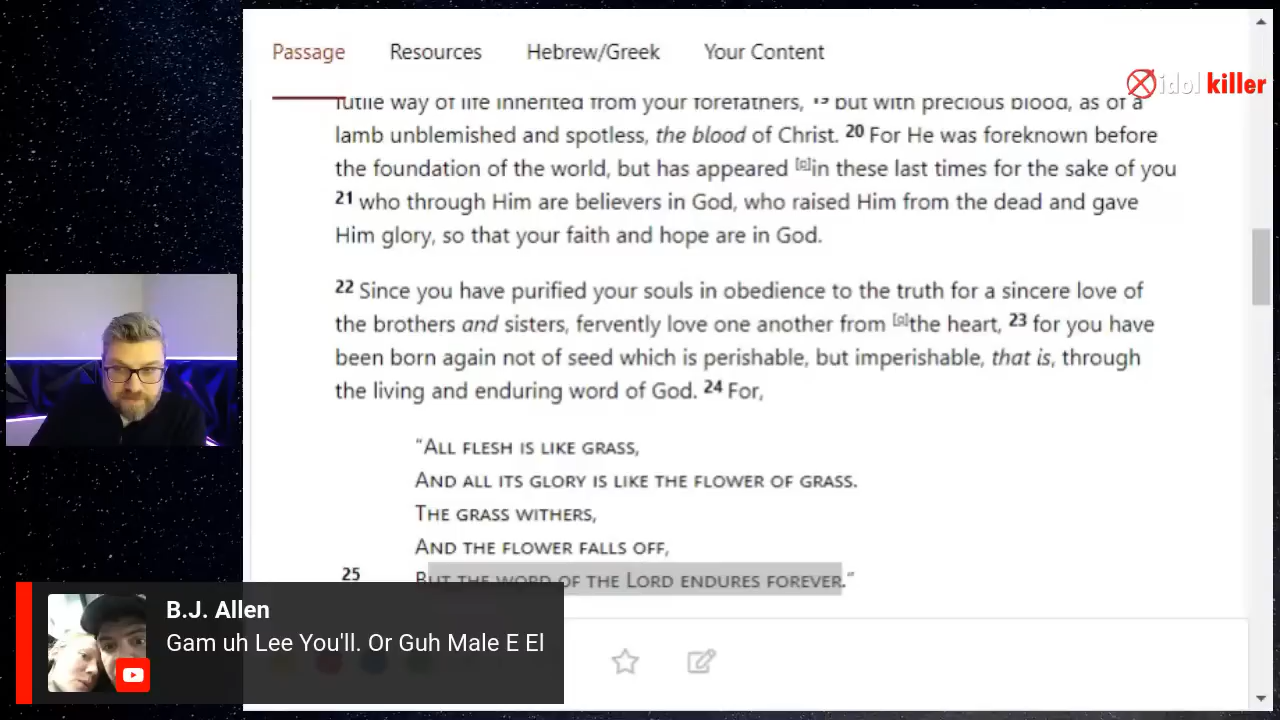 Passage Resources Hebrew/Greek Your Content
idol killer
futile way of life inherited from your forefathers, 19 but with precious blood, as of a
lamb unblemished and spotless, the blood of Christ. 20 For He was foreknown before
the foundation of the world, but has appeared in these last times for the sake of you
21 who through Him are believers in God, who raised Him from the dead and gave
Him glory, so that your faith and hope are in God.
22 Since you have purified your souls in obedience to the truth for a sincere love of
the brothers and sisters, fervently love one another from the heart, 23 for you have
been born again not of seed which is perishable, but imperishable, that is, through
the living and enduring word of God. 24 For,
“ALL FLESH IS LIKE GRASS,
AND ALL ITS GLORY IS LIKE THE FLOWER OF GRASS.
THE GRASS WITHERS,
AND THE FLOWER FALLS OFF,
25 BUT THE WORD OF THE LORD ENDURES FOREVER.”
B.J. Allen
Gam uh Lee You'll. Or Guh Male E El